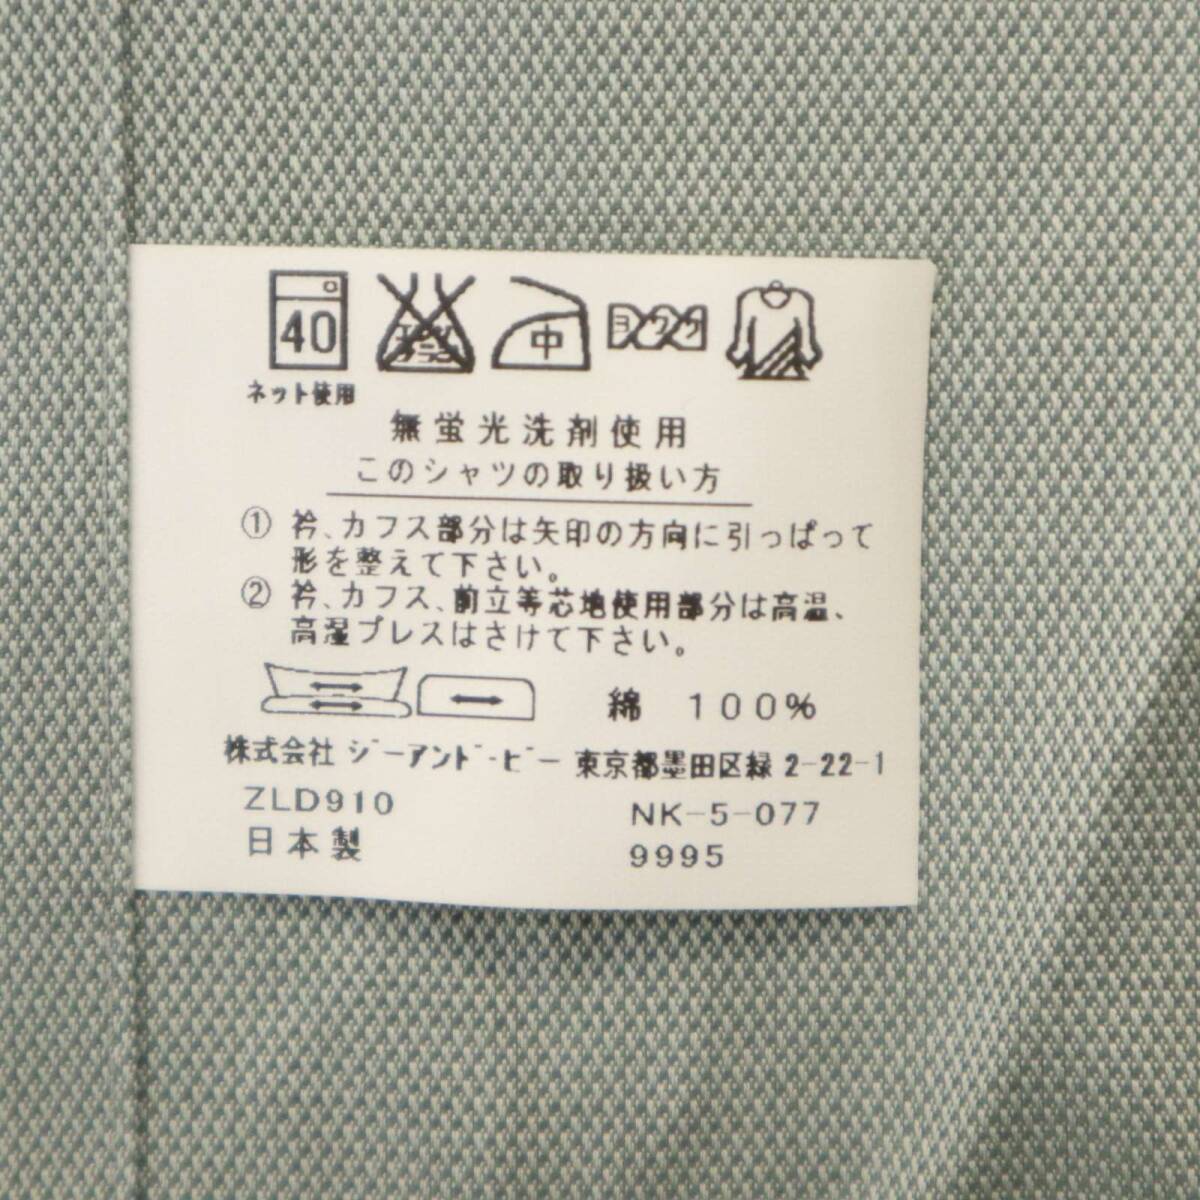 40
中
ヨワク
ネット使用
無蛍光洗剤使用
このシャツの取り扱い方
① 衿、カフス部分は矢印の方向に引っぱって
形を整えて下さい。
② 衿、カフス、前立等芯地使用部分は高温、
高湿プレスはさけて下さい。
綿 100%
株式会社 ジーアンド・ビー 東京都墨田区緑 2-22-1
ZLD910 NK-5-077
日本製 9995